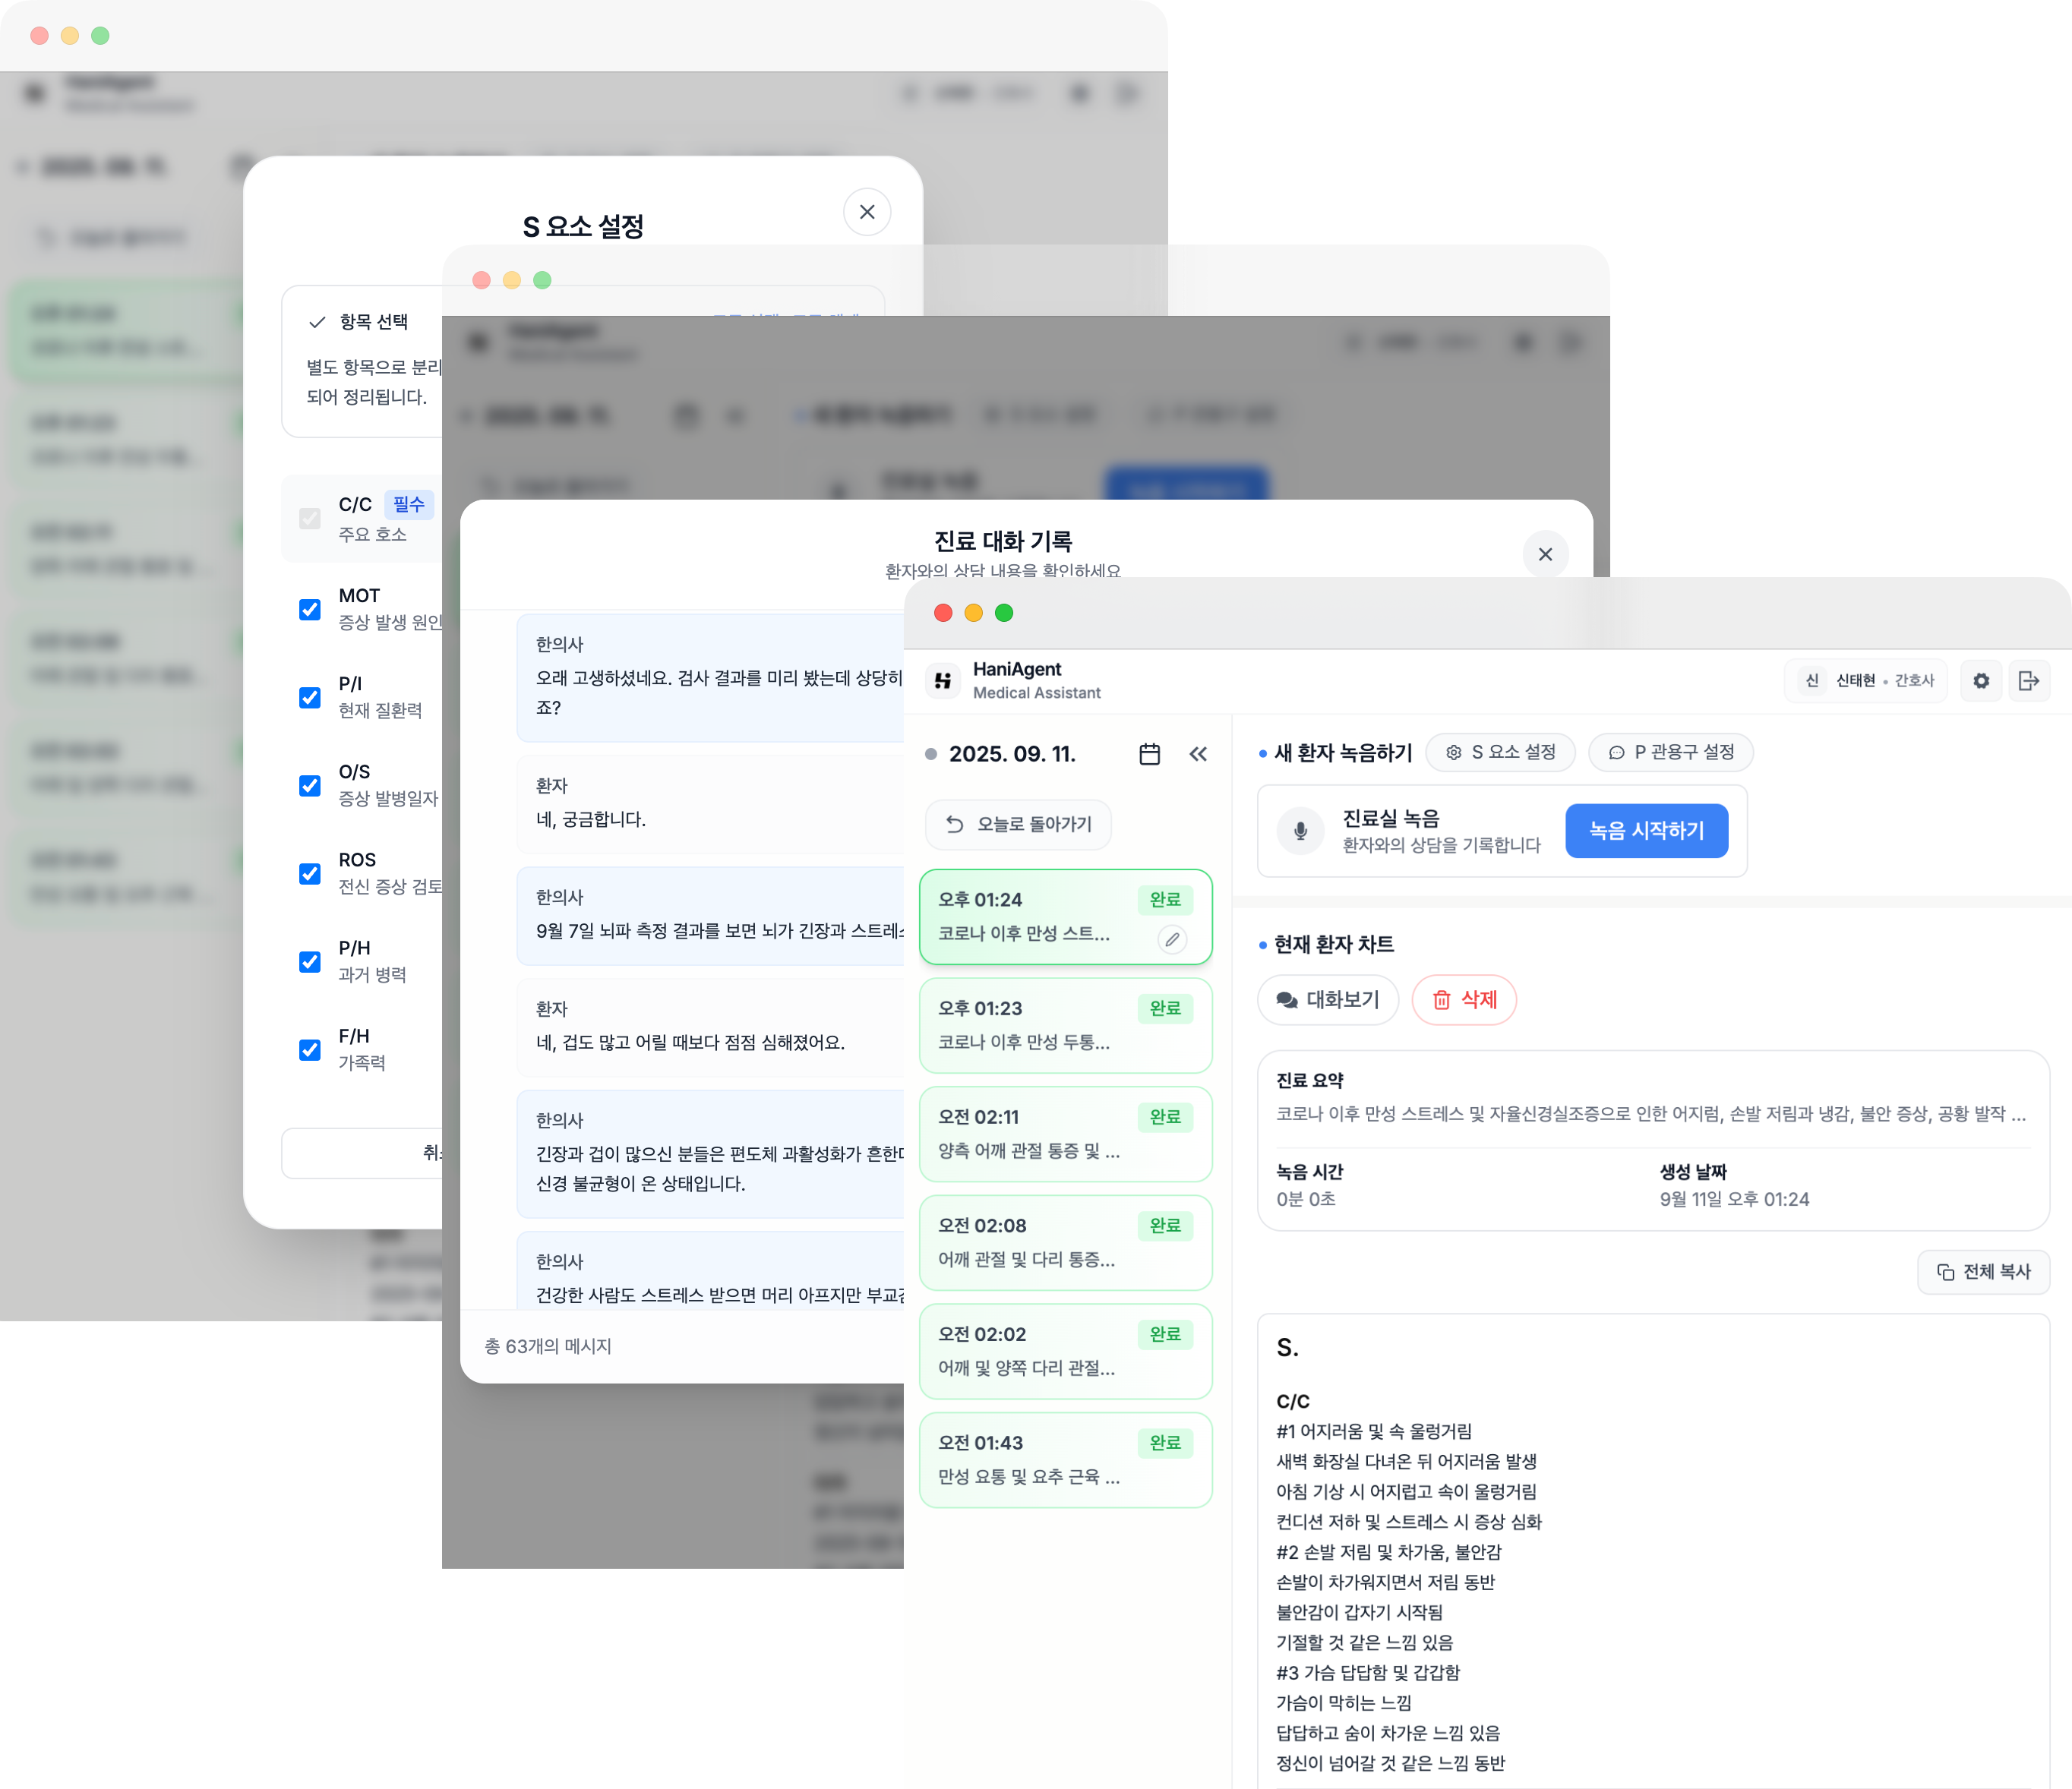 S 요소 설정
항목 선택
별도 항목으로 분리
되어 정리됩니다.
C/C 필수
주요 호소
MOT
증상 발생 원인
P/I
현재 질환력
O/S
증상 발병일자
ROS
전신 증상 검토
P/H
과거 병력
F/H
가족력
진료 대화 기록
환자와의 상담 내용을 확인하세요
한의사
오래 고생하셨네요. 검사 결과를 미리 봤는데 상당히
죠?
환자
네, 궁금합니다.
한의사
9월 7일 뇌파 측정 결과를 보면 뇌가 긴장과 스트레스
환자
네, 겁도 많고 어릴 때보다 점점 심해졌어요.
한의사
긴장과 겁이 많으신 분들은 편도체 과활성화가
신경 불균형이 온 상태입니다.
한의사
건강한 사람도 스트레스 받으면 머리 아프지만
총 63개의 메시지
HaniAgent
Medical Assistant
신 신태현 • 간호사
2025. 09. 11.
오늘로 돌아가기
오후 01:24 완료
코로나 이후 만성 스트...
오후 01:23 완료
코로나 이후 만성 두통...
오전 02:11 완료
양측 어깨 관절 통증 및 ...
오전 02:08 완료
어깨 관절 및 다리 통증...
오전 02:02 완료
어깨 및 양쪽 다리 관절...
오전 01:43 완료
만성 요통 및 요추 근육 ...
• 새 환자 녹음하기 S 요소 설정 P 관용구 설정
진료실 녹음
환자와의 상담을 기록합니다
녹음 시작하기
• 현재 환자 차트
대화보기 삭제
진료 요약
코로나 이후 만성 스트레스 및 자율신경실조증으로 인한 어지럼, 손발 저림과 냉감, 불안 증상, 공황 발작 ...
녹음 시간 생성 날짜
0분 0초 9월 11일 오후 01:24
전체 복사
S.
C/C
#1 어지러움 및 속 울렁거림
새벽 화장실 다녀온 뒤 어지러움 발생
아침 기상 시 어지럽고 속이 울렁거림
컨디션 저하 및 스트레스 시 증상 심화
#2 손발 저림 및 차가움, 불안감
손발이 차가워지면서 저림 동반
불안감이 갑자기 시작됨
기절할 것 같은 느낌 있음
#3 가슴 답답함 및 갑갑함
가슴이 막히는 느낌
답답하고 숨이 차가운 느낌 있음
정신이 넘어갈 것 같은 느낌 동반